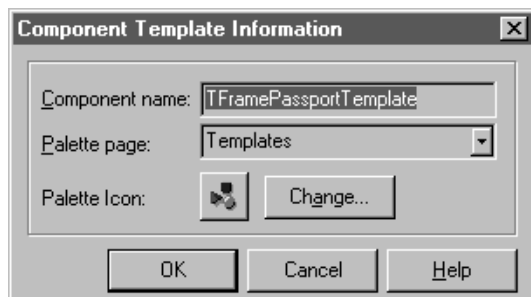 Component Template Information
Component name: TFramePassportTemplate
Palette page: Templates
Palette Icon: Change...
OK Cancel Help